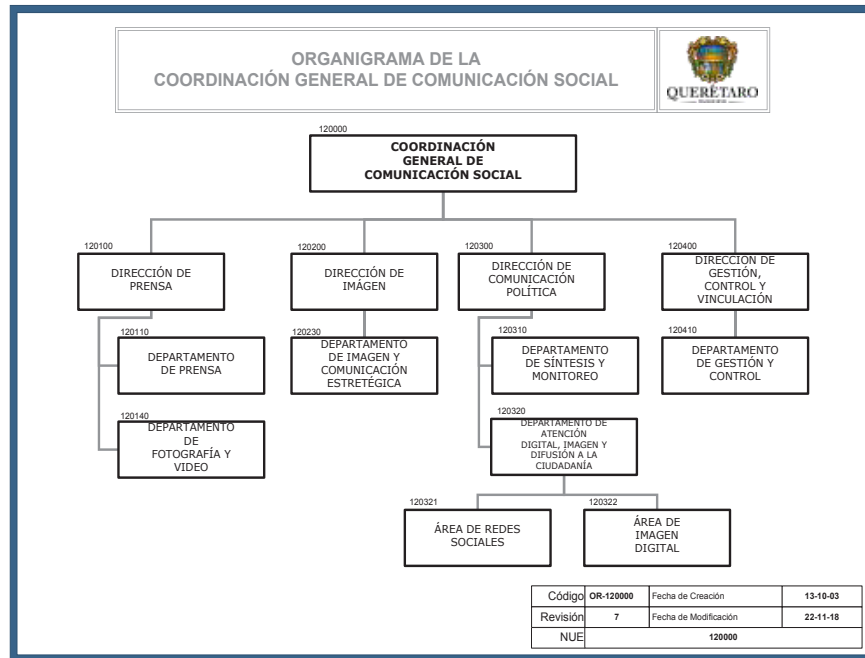 ORGANIGRAMA DE LA
COORDINACIÓN GENERAL DE COMUNICACIÓN SOCIAL
QUERÉTARO
120000
COORDINACIÓN
GENERAL DE
COMUNICACIÓN SOCIAL
120100
DIRECCIÓN DE
PRENSA
120200
DIRECCIÓN DE
IMÁGEN
120300
DIRECCIÓN DE
COMUNICACIÓN
POLÍTICA
120400
DIRECCIÓN DE
GESTIÓN,
CONTROL Y
VINCULACIÓN
120110
DEPARTAMENTO
DE PRENSA
120230
DEPARTAMENTO
DE IMAGEN Y
COMUNICACIÓN
ESTRETÉGICA
120310
DEPARTAMENTO
DE SÍNTESIS Y
MONITOREO
120410
DEPARTAMENTO
DE GESTIÓN Y
CONTROL
120140
DEPARTAMENTO
DE
FOTOGRAFÍA Y
VIDEO
120320
DEPARTAMENTO DE
ATENCIÓN
DIGITAL, IMAGEN Y
DIFUSIÓN A LA
CIUDADANÍA
120321
ÁREA DE REDES
SOCIALES
120322
ÁREA DE
IMAGEN
DIGITAL
Código OR-120000 Fecha de Creación 13-10-03
Revisión 7 Fecha de Modificación 22-11-18
NUE 120000